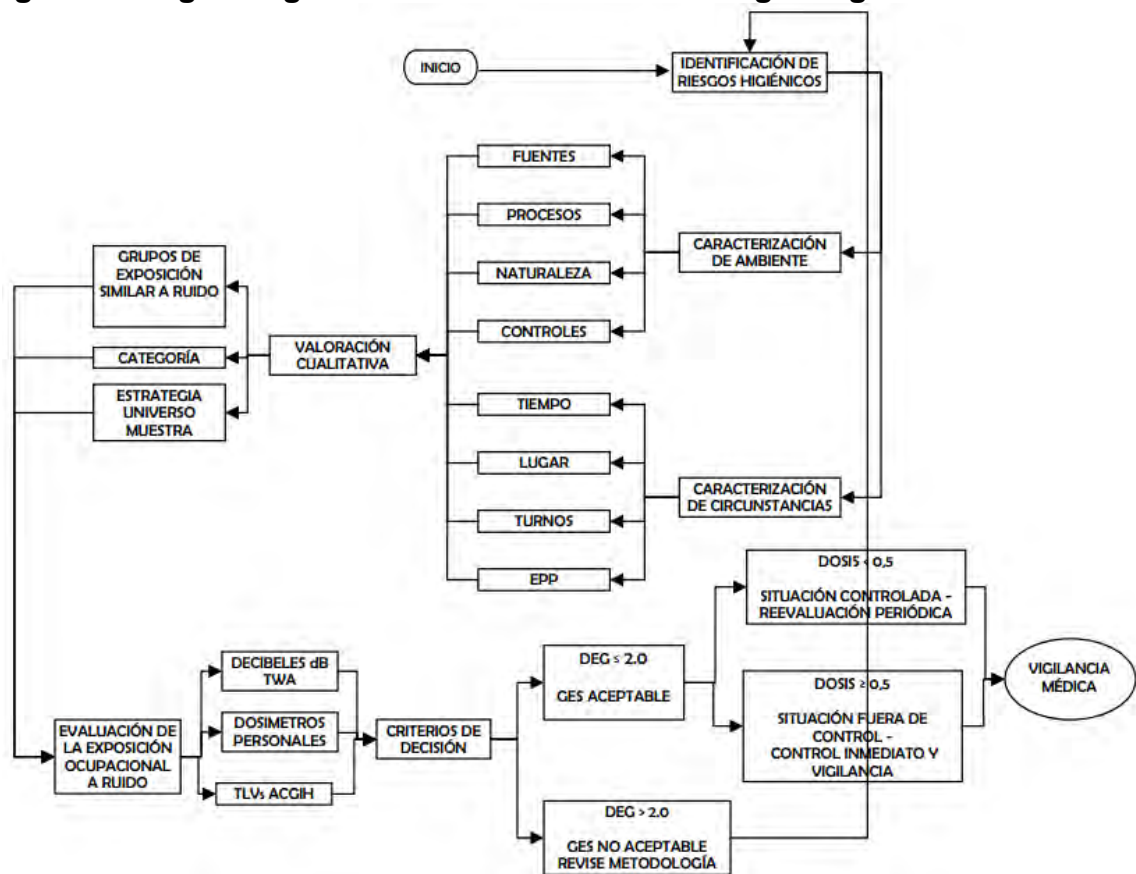 INICIO
IDENTIFICACIÓN DE
RIESGOS HIGIÉNICOS
FUENTES
PROCESOS
NATURALEZA
CONTROLES
CARACTERIZACIÓN
DE AMBIENTE
GRUPOS DE
EXPOSICIÓN
SIMILAR A RUIDO
CATEGORÍA
ESTRATEGIA
UNIVERSO
MUESTRA
VALORACIÓN
CUALITATIVA
TIEMPO
LUGAR
TURNOS
EPP
CARACTERIZACIÓN
DE CIRCUNSTANCIAS
EVALUACIÓN DE
LA EXPOSICIÓN
OCUPACIONAL
A RUIDO
DECIBELES dB
TWA
DOSIMETROS
PERSONALES
TLVs ACGIH
CRITERIOS DE
DECISIÓN
DEG ≤ 2.0
GES ACEPTABLE
DEG > 2.0
GES NO ACEPTABLE
REVISE METODOLOGÍA
DOSIS < 0,5
SITUACIÓN CONTROLADA -
REEVALUACIÓN PERIÓDICA
DOSIS ≥ 0,5
SITUACIÓN FUERA DE
CONTROL -
CONTROL INMEDIATO Y
VIGILANCIA
VIGILANCIA
MÉDICA